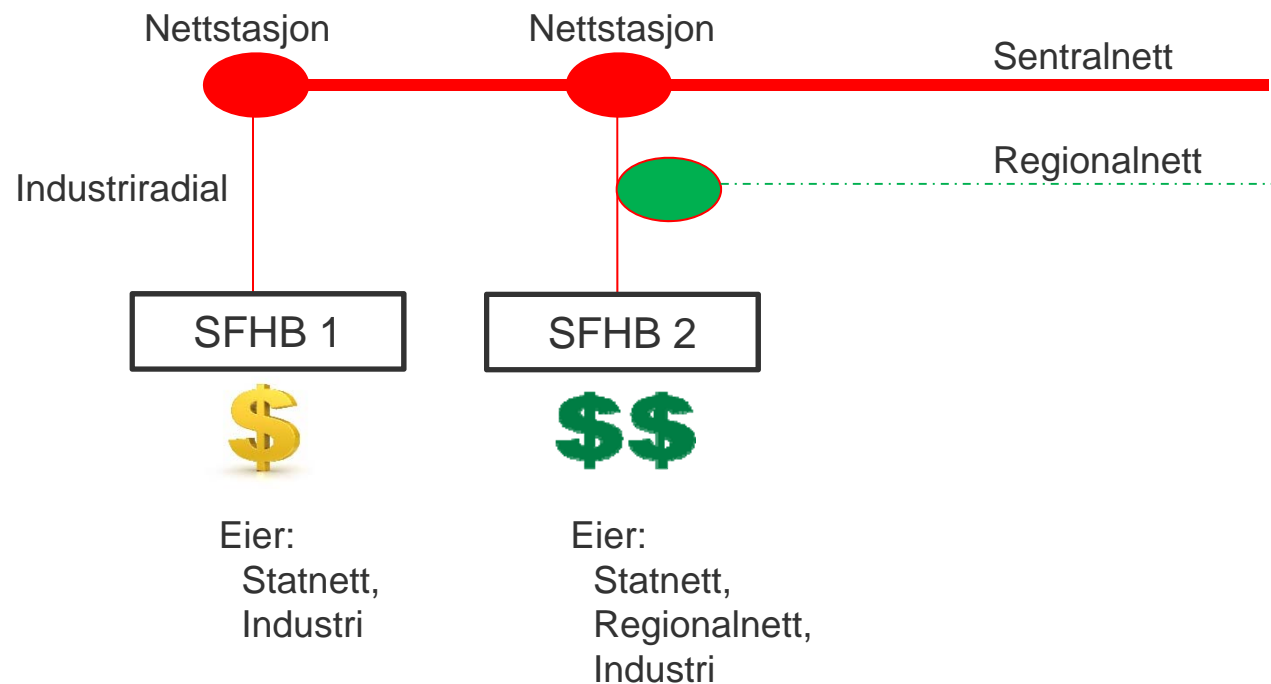 Nettstasjon
Nettstasjon
Sentralnett
Regionalnett
Industriradial
SFHB 1
SFHB 2
$
$$
Eier:
Statnett,
Industri
Eier:
Statnett,
Regionalnett,
Industri